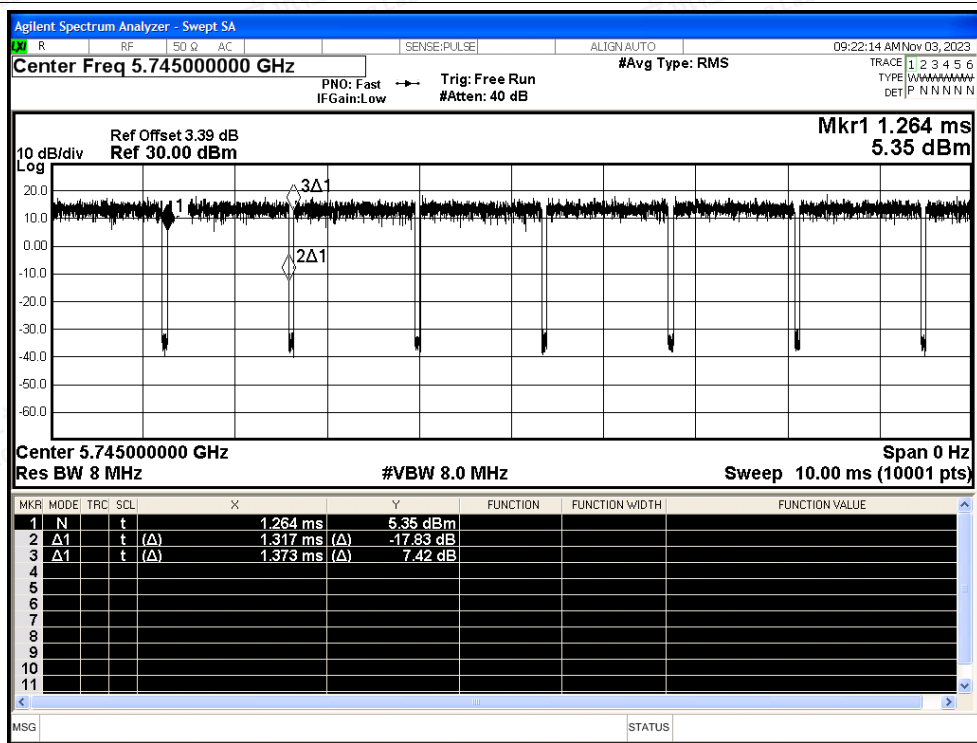 Agilent Spectrum Analyzer - Swept SA
LXI R RF 50 Ω AC SENSE:PULSE ALIGN AUTO 09:22:14 AM Nov 03, 2023
Center Freq 5.745000000 GHz #Avg Type: RMS TRACE 1 2 3 4 5 6
PNO: Fast Trig: Free Run TYPE WWWWWW
IFGain:Low #Atten: 40 dB DET P N N N N N
Mkr1 1.264 ms
5.35 dBm
Ref Offset 3.39 dB
10 dB/div Ref 30.00 dBm
Log
20.0
10.0
0.00
-10.0
-20.0
-30.0
-40.0
-50.0
-60.0
1
3Δ1
2Δ1
Center 5.745000000 GHz Span 0 Hz
Res BW 8 MHz #VBW 8.0 MHz Sweep 10.00 ms (10001 pts)
MKR MODE TRC SCL X Y FUNCTION FUNCTION WIDTH FUNCTION VALUE
1 N t 1.264 ms 5.35 dBm
2 Δ1 t (Δ) 1.317 ms (Δ) -17.83 dB
3 Δ1 t (Δ) 1.373 ms (Δ) 7.42 dB
4
5
6
7
8
9
10
11
MSG STATUS